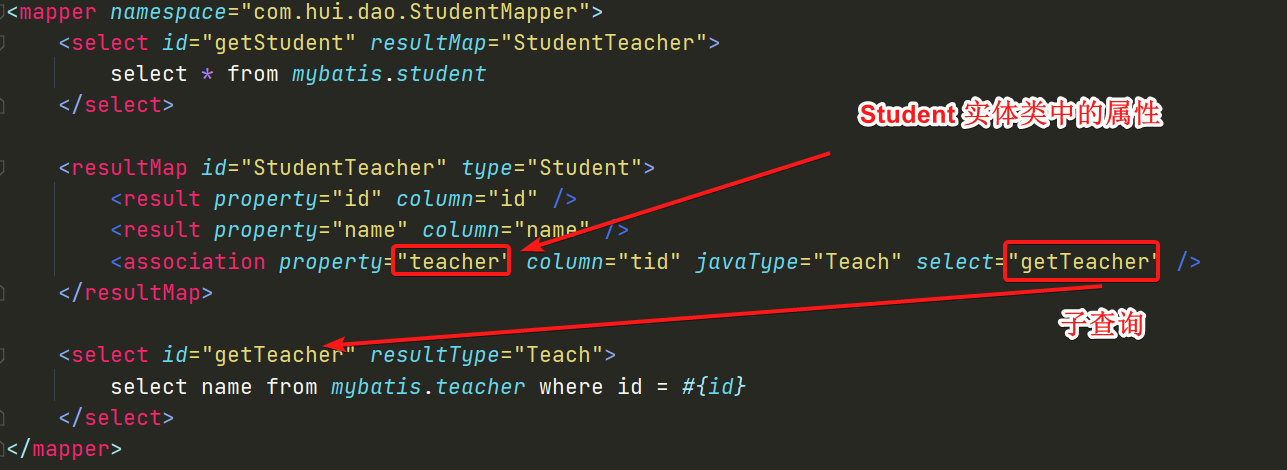 <mapper namespace="com.hui.dao.StudentMapper">
<select id="getStudent" resultMap="StudentTeacher">
select * from mybatis.student
</select>
Student 实体类中的属性
<resultMap id="StudentTeacher" type="Student">
<result property="id" column="id" />
<result property="name" column="name" />
<association property="teacher" column="tid" javaType="Teach" select="getTeacher" />
</resultMap>
子查询
<select id="getTeacher" resultType="Teach">
select name from mybatis.teacher where id = #{id}
</select>
</mapper>